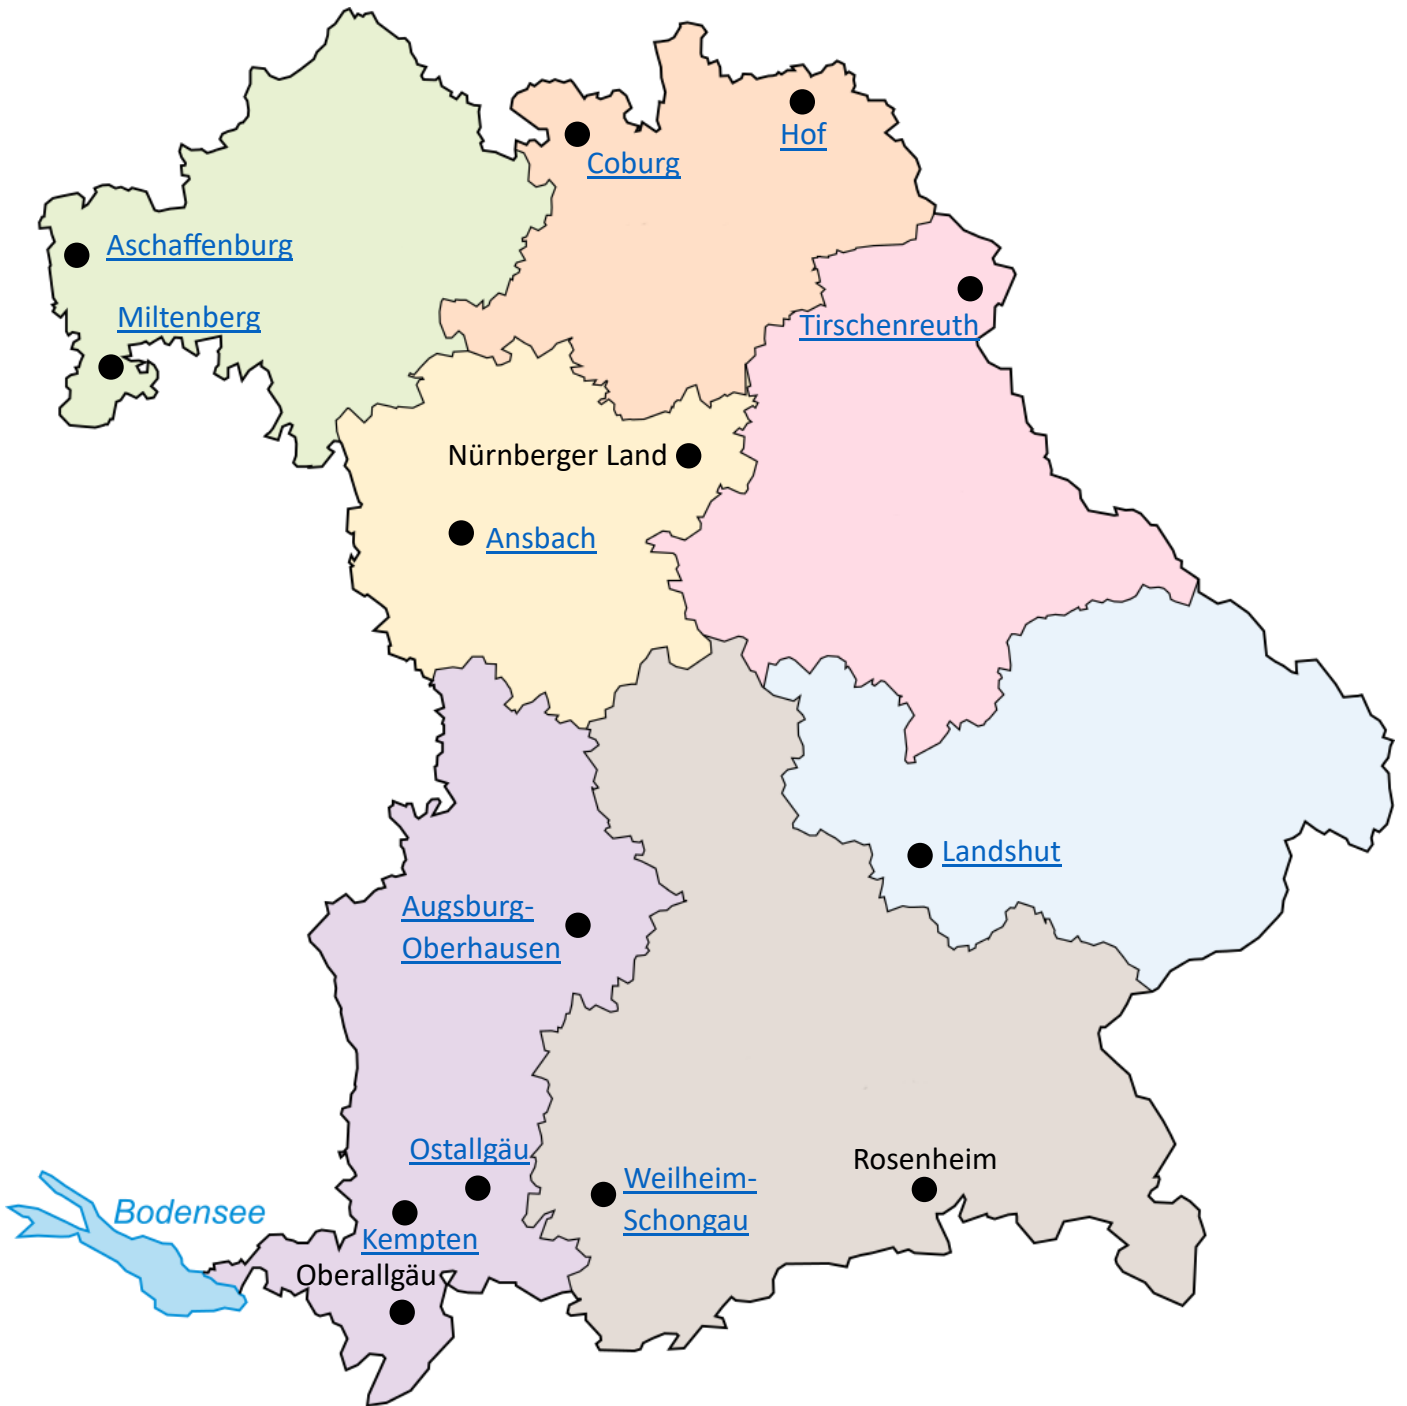 Hof
Coburg
Aschaffenburg
Miltenberg
Tirschenreuth
Nürnberger Land
Ansbach
Landshut
Augsburg-
Oberhausen
Ostallgäu
Rosenheim
Weilheim-
Schongau
Bodensee
Kempten
Oberallgäu